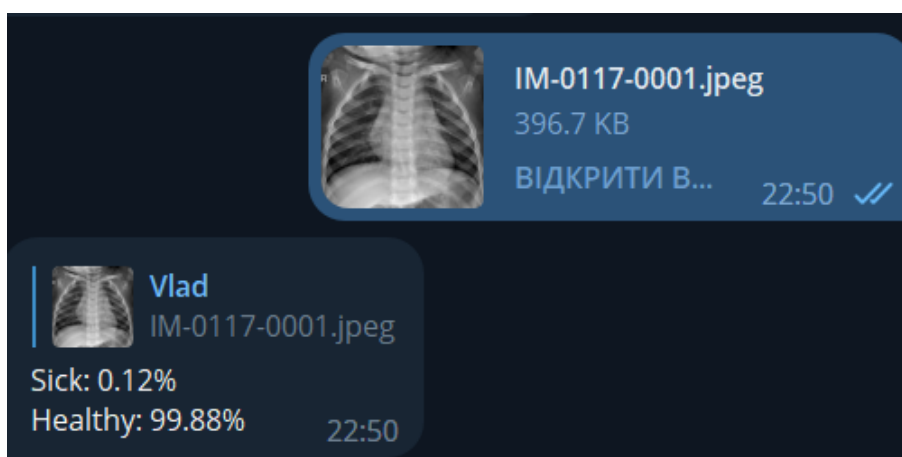 IM-0117-0001.jpeg
396.7 KB
ВІДКРИТИ В...
22:50
Vlad
IM-0117-0001.jpeg
Sick: 0.12%
Healthy: 99.88%
22:50